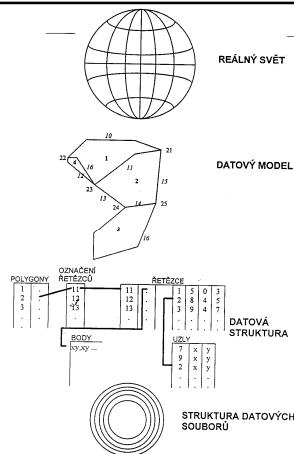 REÁLNÝ SVĚT
10
21
22
4
1
11
16
12
2
15
DATOVÝ MODEL
23
13
24
14
25
3
16
OZNAČENÍ
POLYGONY ŘETĚZCŮ ŘETĚZCE
1 . 11 11 . 1 5 0 3
2 . 12 12 . 2 8 4 5
3 . 13 13 . 3 9 4 7
DATOVÁ
STRUKTURA
BODY UZLY
xy,xy ... 7 x y
9 x y
2 x y
STRUKTURA DATOVÝCH
SOUBORŮ